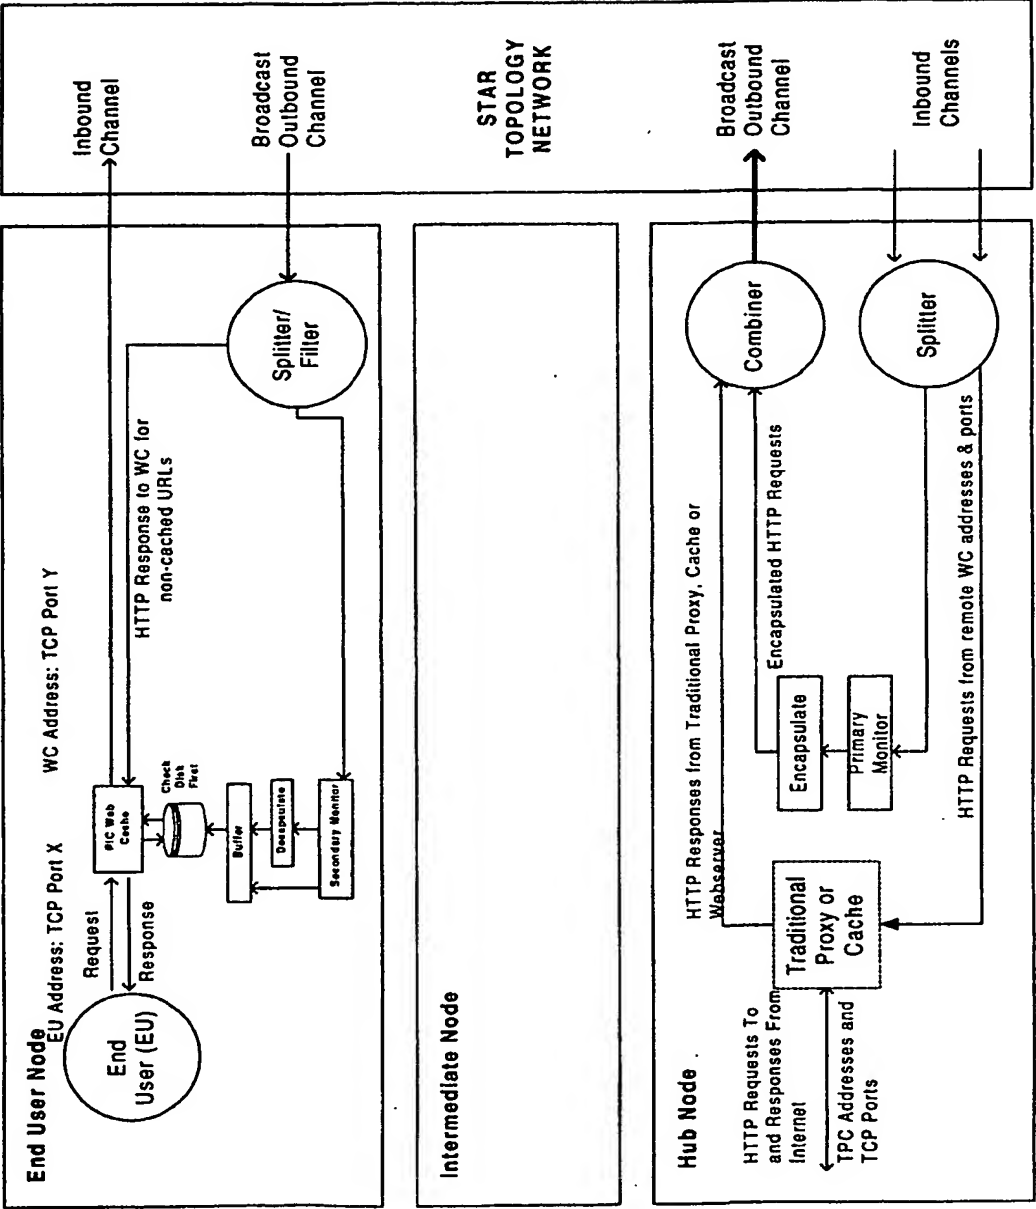 End User Node
EU Address: TCP Port X
WC Address: TCP Port Y
End
User (EU)
Request
Response
PIC Web
Cache
Check
Disk
First
Buffer
Decapsulate
Secondary Monitor
HTTP Response to WC for
non-cached URLs
Splitter/
Filter
Inbound
Channel
Broadcast
Outbound
Channel
Intermediate Node
STAR
TOPOLOGY
NETWORK
Hub Node
HTTP Requests To
and Responses From
Internet
TPC Addresses and
TCP Ports
Traditional
Proxy or
Cache
HTTP Responses from Traditional Proxy, Cache or
Webserver
Encapsulate
Primary
Monitor
Encapsulated HTTP Requests
HTTP Requests from remote WC addresses & ports
Combiner
Splitter
Broadcast
Outbound
Channel
Inbound
Channels